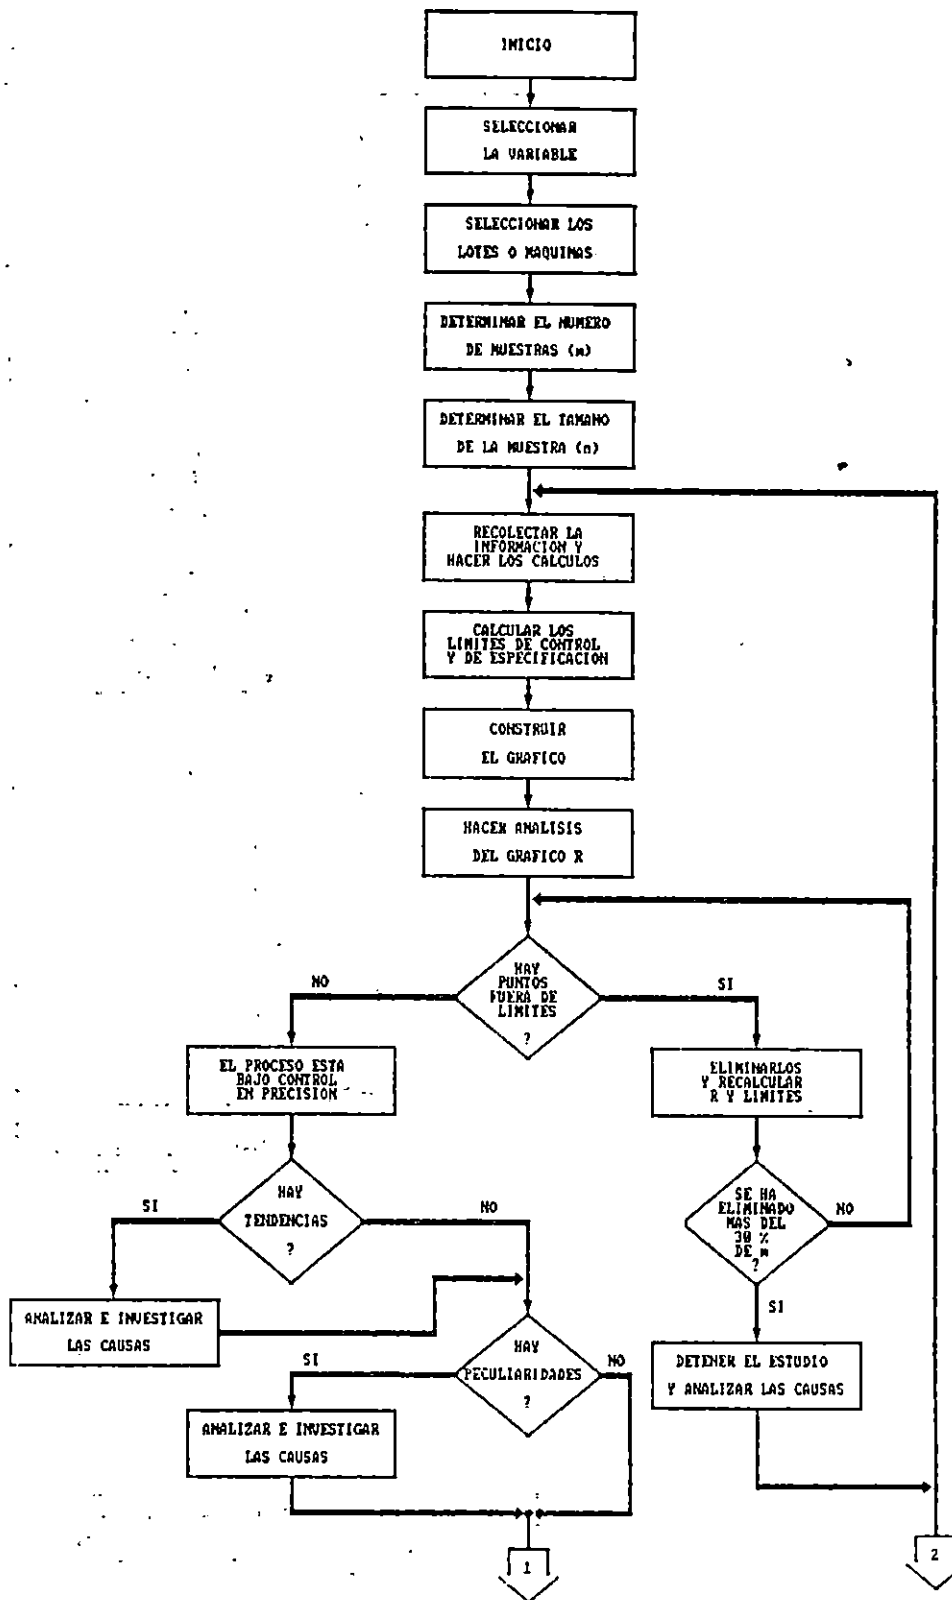 INICIO
SELECCIONAR
LA VARIABLE
SELECCIONAR LOS
LOTES O MAQUINAS
DETERMINAR EL NUMERO
DE MUESTRAS (m)
DETERMINAR EL TAMANO
DE LA MUESTRA (n)
RECOLECTAR LA
INFORMACION Y
HACER LOS CALCULOS
CALCULAR LOS
LIMITES DE CONTROL
Y DE ESPECIFICACION
CONSTRUIR
EL GRAFICO
HACER ANALISIS
DEL GRAFICO R
HAY
PUNTOS
FUERA DE
LIMITES
?
NO
SI
EL PROCESO ESTA
BAJO CONTROL
EN PRECISION
ELIMINARLOS
Y RECALCULAR
R Y LIMITES
HAY
TENDENCIAS
?
SI
NO
SE HA
ELIMINADO
MAS DEL
30 %
DE m
?
NO
SI
ANALIZAR E INVESTIGAR
LAS CAUSAS
HAY
PECULIARIDADES
?
SI
NO
DETENER EL ESTUDIO
Y ANALIZAR LAS CAUSAS
ANALIZAR E INVESTIGAR
LAS CAUSAS
1
2